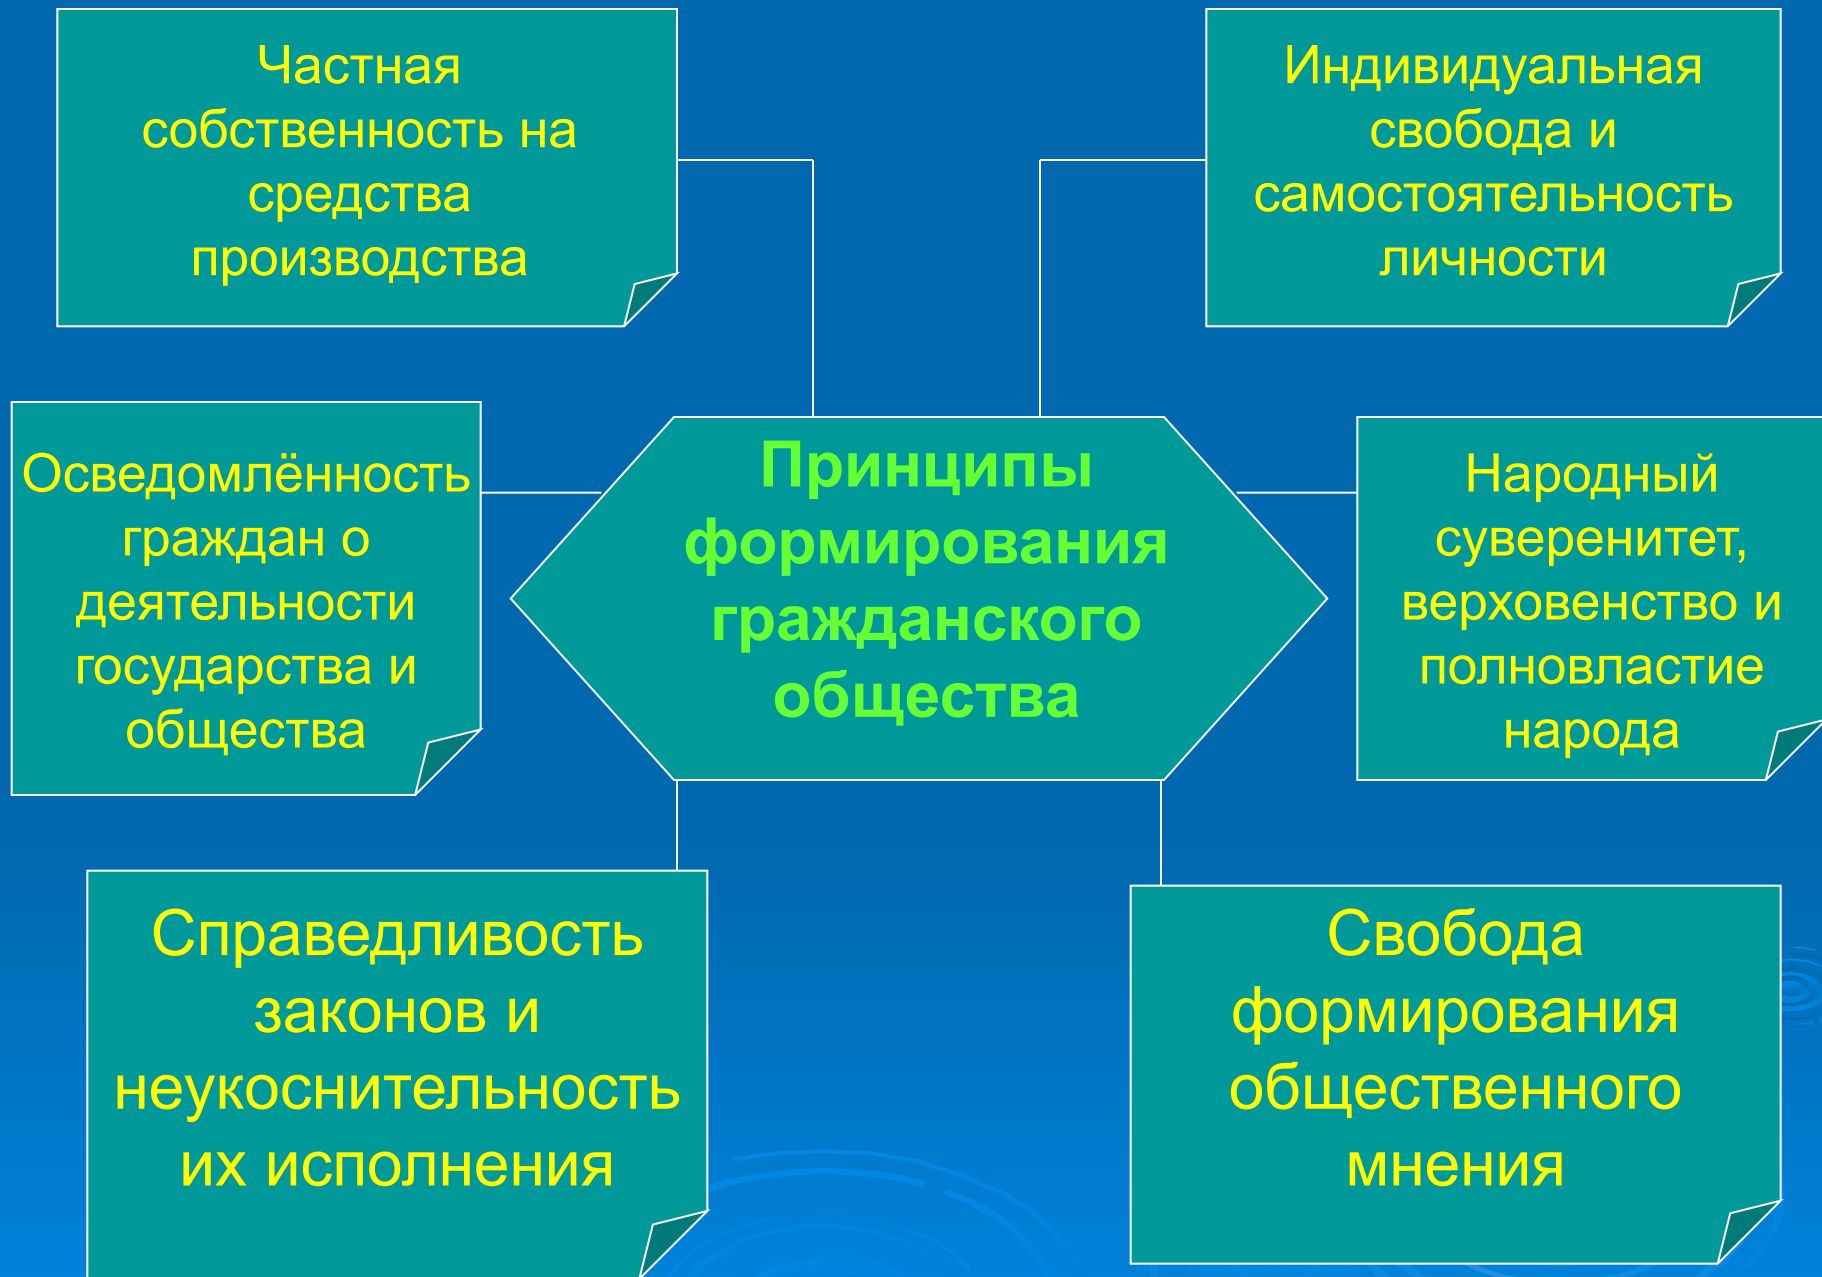 Частная
собственность на
средства
производства
Индивидуальная
свобода и
самостоятельность
личности
Осведомлённость
граждан о
деятельности
государства и
общества
Принципы
формирования
гражданского
общества
Народный
суверенитет,
верховенство и
полновластие
народа
Справедливость
законов и
неукоснительность
их исполнения
Свобода
формирования
общественного
мнения